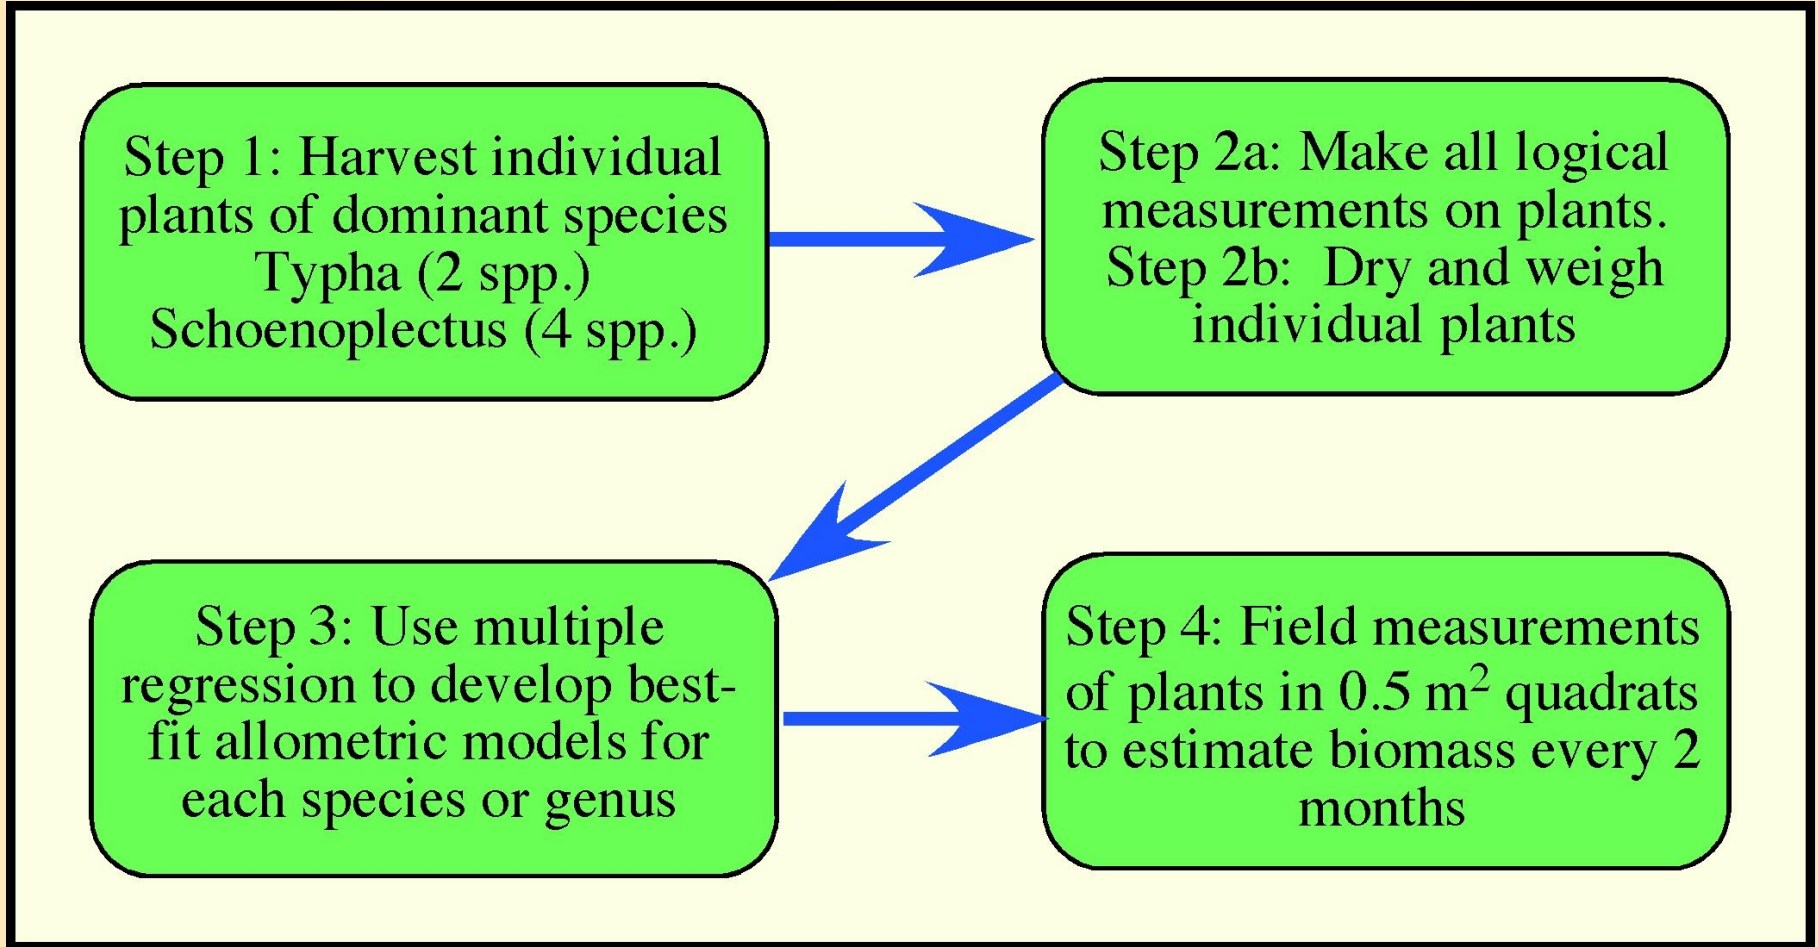 Step 1: Harvest individual
plants of dominant species
Typha (2 spp.)
Schoenoplectus (4 spp.)
Step 2a: Make all logical
measurements on plants.
Step 2b:  Dry and weigh
individual plants
Step 3: Use multiple
regression to develop best-
fit allometric models for
each species or genus
Step 4: Field measurements
of plants in 0.5 m² quadrats
to estimate biomass every 2
months